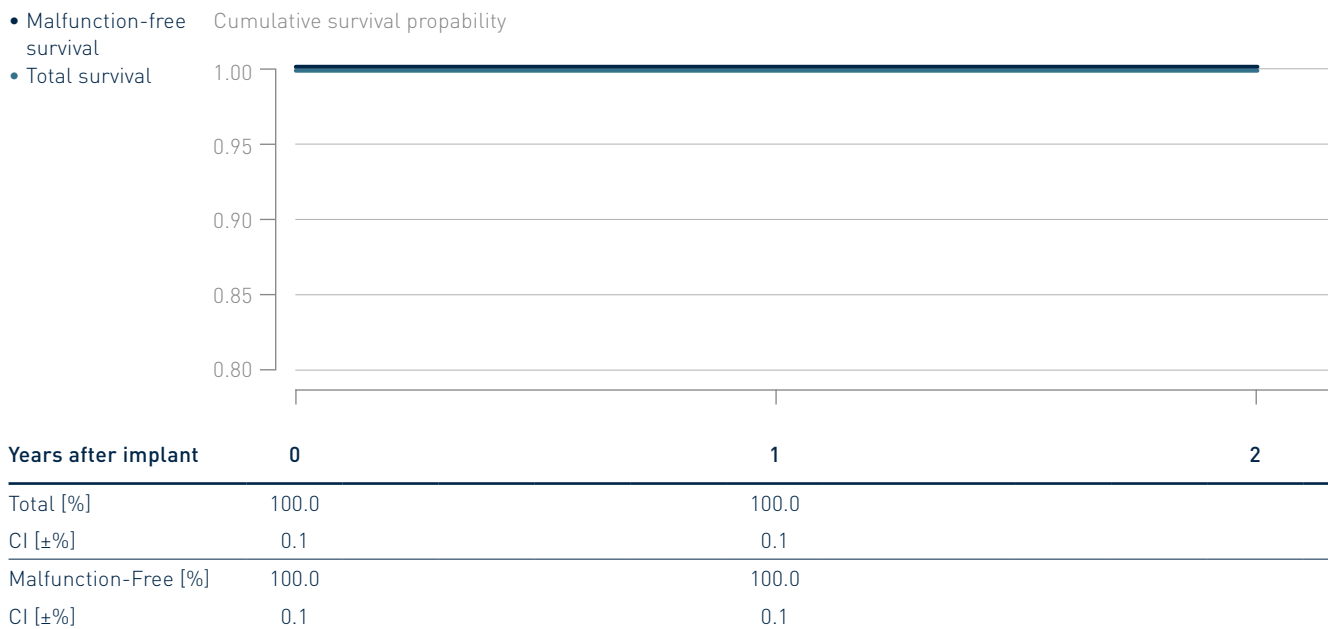 • Malfunction-free
survival
• Total survival
Cumulative survival propability
1.00
0.95
0.90
0.85
0.80
Years after implant 0 1 2
Total [%] 100.0 100.0
CI [±%] 0.1 0.1
Malfunction-Free [%] 100.0 100.0
CI [±%] 0.1 0.1